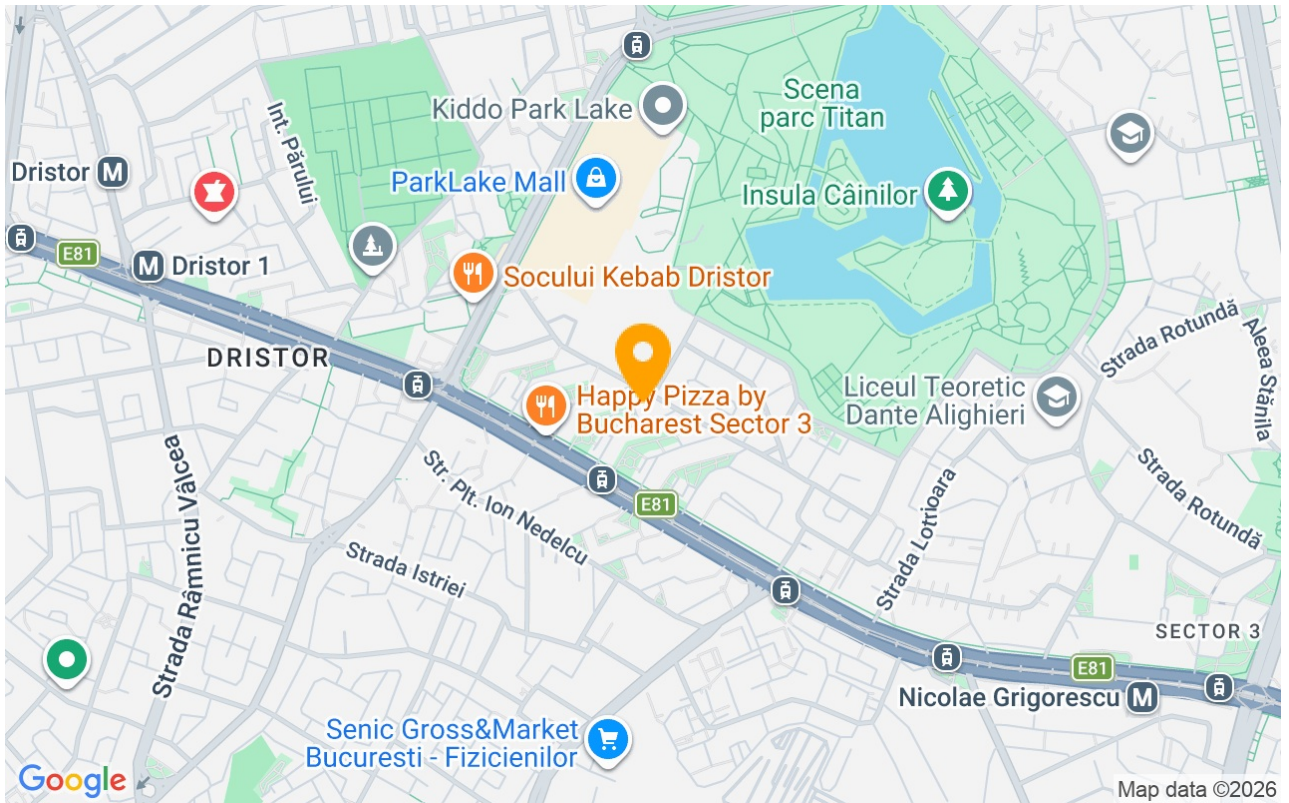 Scena
parc Titan
Kiddo Park Lake
Int. Părului
Dristor M
ParkLake Mall
Insula Câinilor
E81
M Dristor 1
Socului Kebab Dristor
Strada Rotundă
Aleea Stănila
DRISTOR
Happy Pizza by
Bucharest Sector 3
Liceul Teoretic
Dante Alighieri
Strada Râmnicu Vâlcea
Str. Plt. Ion Nedelcu
E81
Strada Lotrioara
Strada Rotundă
Strada Istriei
SECTOR 3
E81
Nicolae Grigorescu M
Senic Gross&Market
Bucuresti - Fizicienilor
Google
Map data ©2026